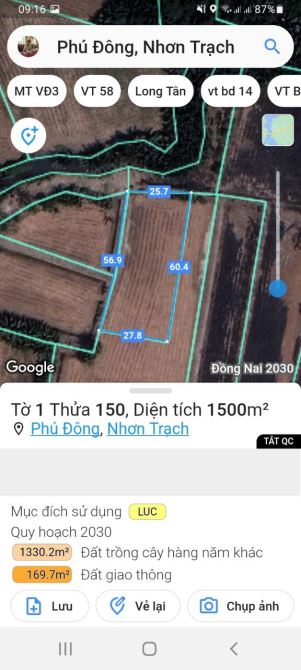 09:16 87%
Phú Đông, Nhơn Trạch
MT VĐ3 VT 58 Long Tân vt bd 14 VT B
25.7
56.9
60.4
27.8
Google Đồng Nai 2030
Tờ 1 Thửa 150, Diện tích 1500m²
Phú Đông, Nhơn Trạch
TẮT QC
Mục đích sử dụng LUC
Quy hoạch 2030
1330.2m² Đất trồng cây hàng năm khác
169.7m² Đất giao thông
Lưu Vẽ lại Chụp ảnh